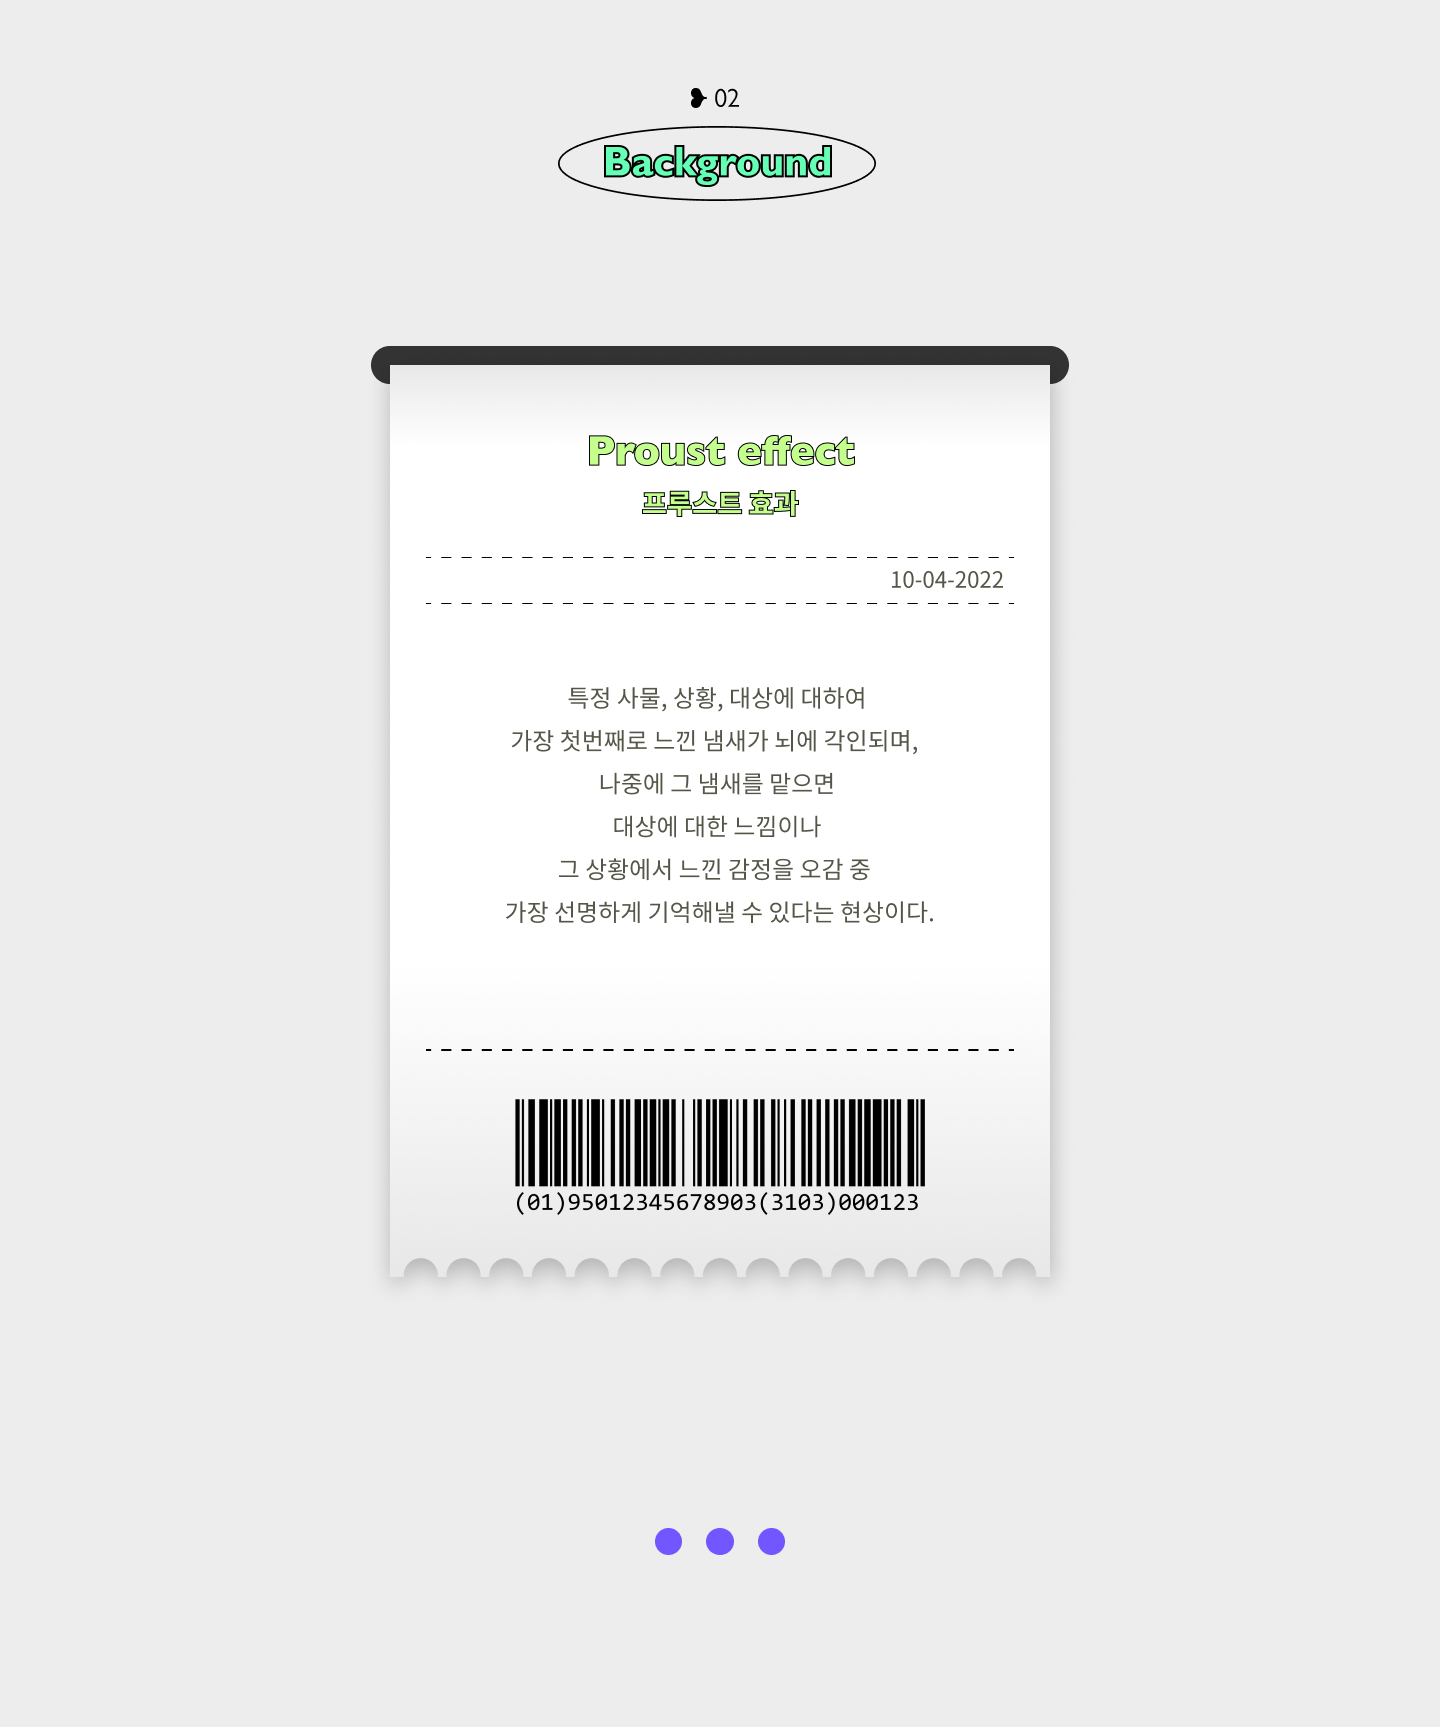 ❥ 02
Background
Proust effect
프루스트 효과
10-04-2022
특정 사물, 상황, 대상에 대하여
가장 첫번째로 느낀 냄새가 뇌에 각인되며,
나중에 그 냄새를 맡으면
대상에 대한 느낌이나
그 상황에서 느낀 감정을 오감 중
가장 선명하게 기억해낼 수 있다는 현상이다.
(01)95012345678903(3103)000123